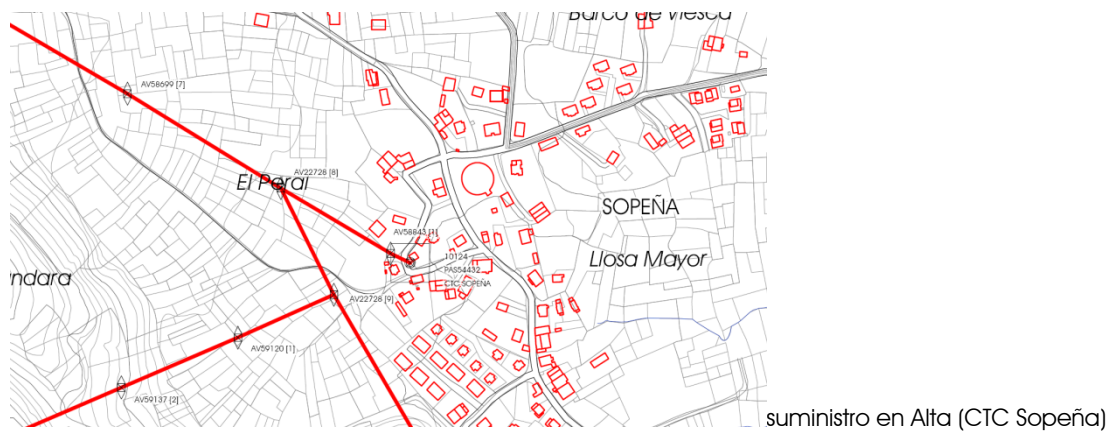 Barco de Viesca
AV58699 [7]
AV22728 [8]
El Peral
SOPEÑA
AV58843 [1]
10124
PAS54432
CTC SOPEÑA
Llosa Mayor
andara
AV22728 [9]
AV59120 [1]
AV59137 [2]
suministro en Alta (CTC Sopeña)